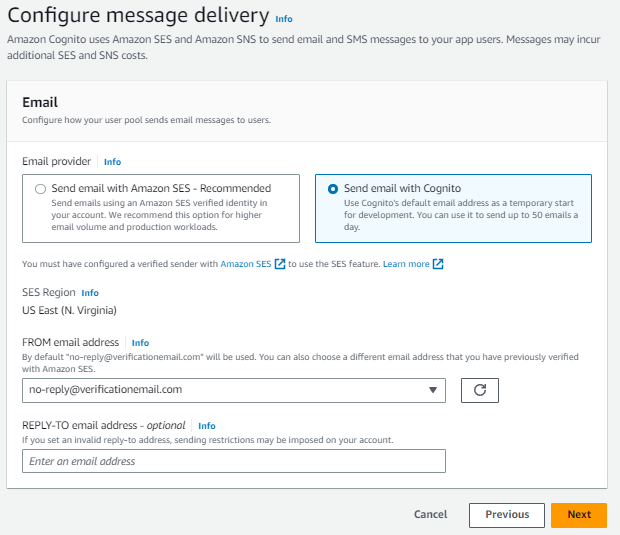 Configure message delivery Info
Amazon Cognito uses Amazon SES and Amazon SNS to send email and SMS messages to your app users. Messages may incur
additional SES and SNS costs.
Email
Configure how your user pool sends email messages to users.
Email provider Info
Send email with Amazon SES - Recommended
Send emails using an Amazon SES verified identity in
your account. We recommend this option for higher
email volume and production workloads.
Send email with Cognito
Use Cognito's default email address as a temporary start
for development. You can use it to send up to 50 emails a
day.
You must have configured a verified sender with Amazon SES to use the SES feature. Learn more
SES Region Info
US East (N. Virginia)
FROM email address Info
By default "no-reply@verificationemail.com" will be used. You can also choose a different email address that you have previously verified
with Amazon SES.
no-reply@verificationemail.com
REPLY-TO email address - optional Info
If you set an invalid reply-to address, sending restrictions may be imposed on your account.
Enter an email address
Cancel Previous Next